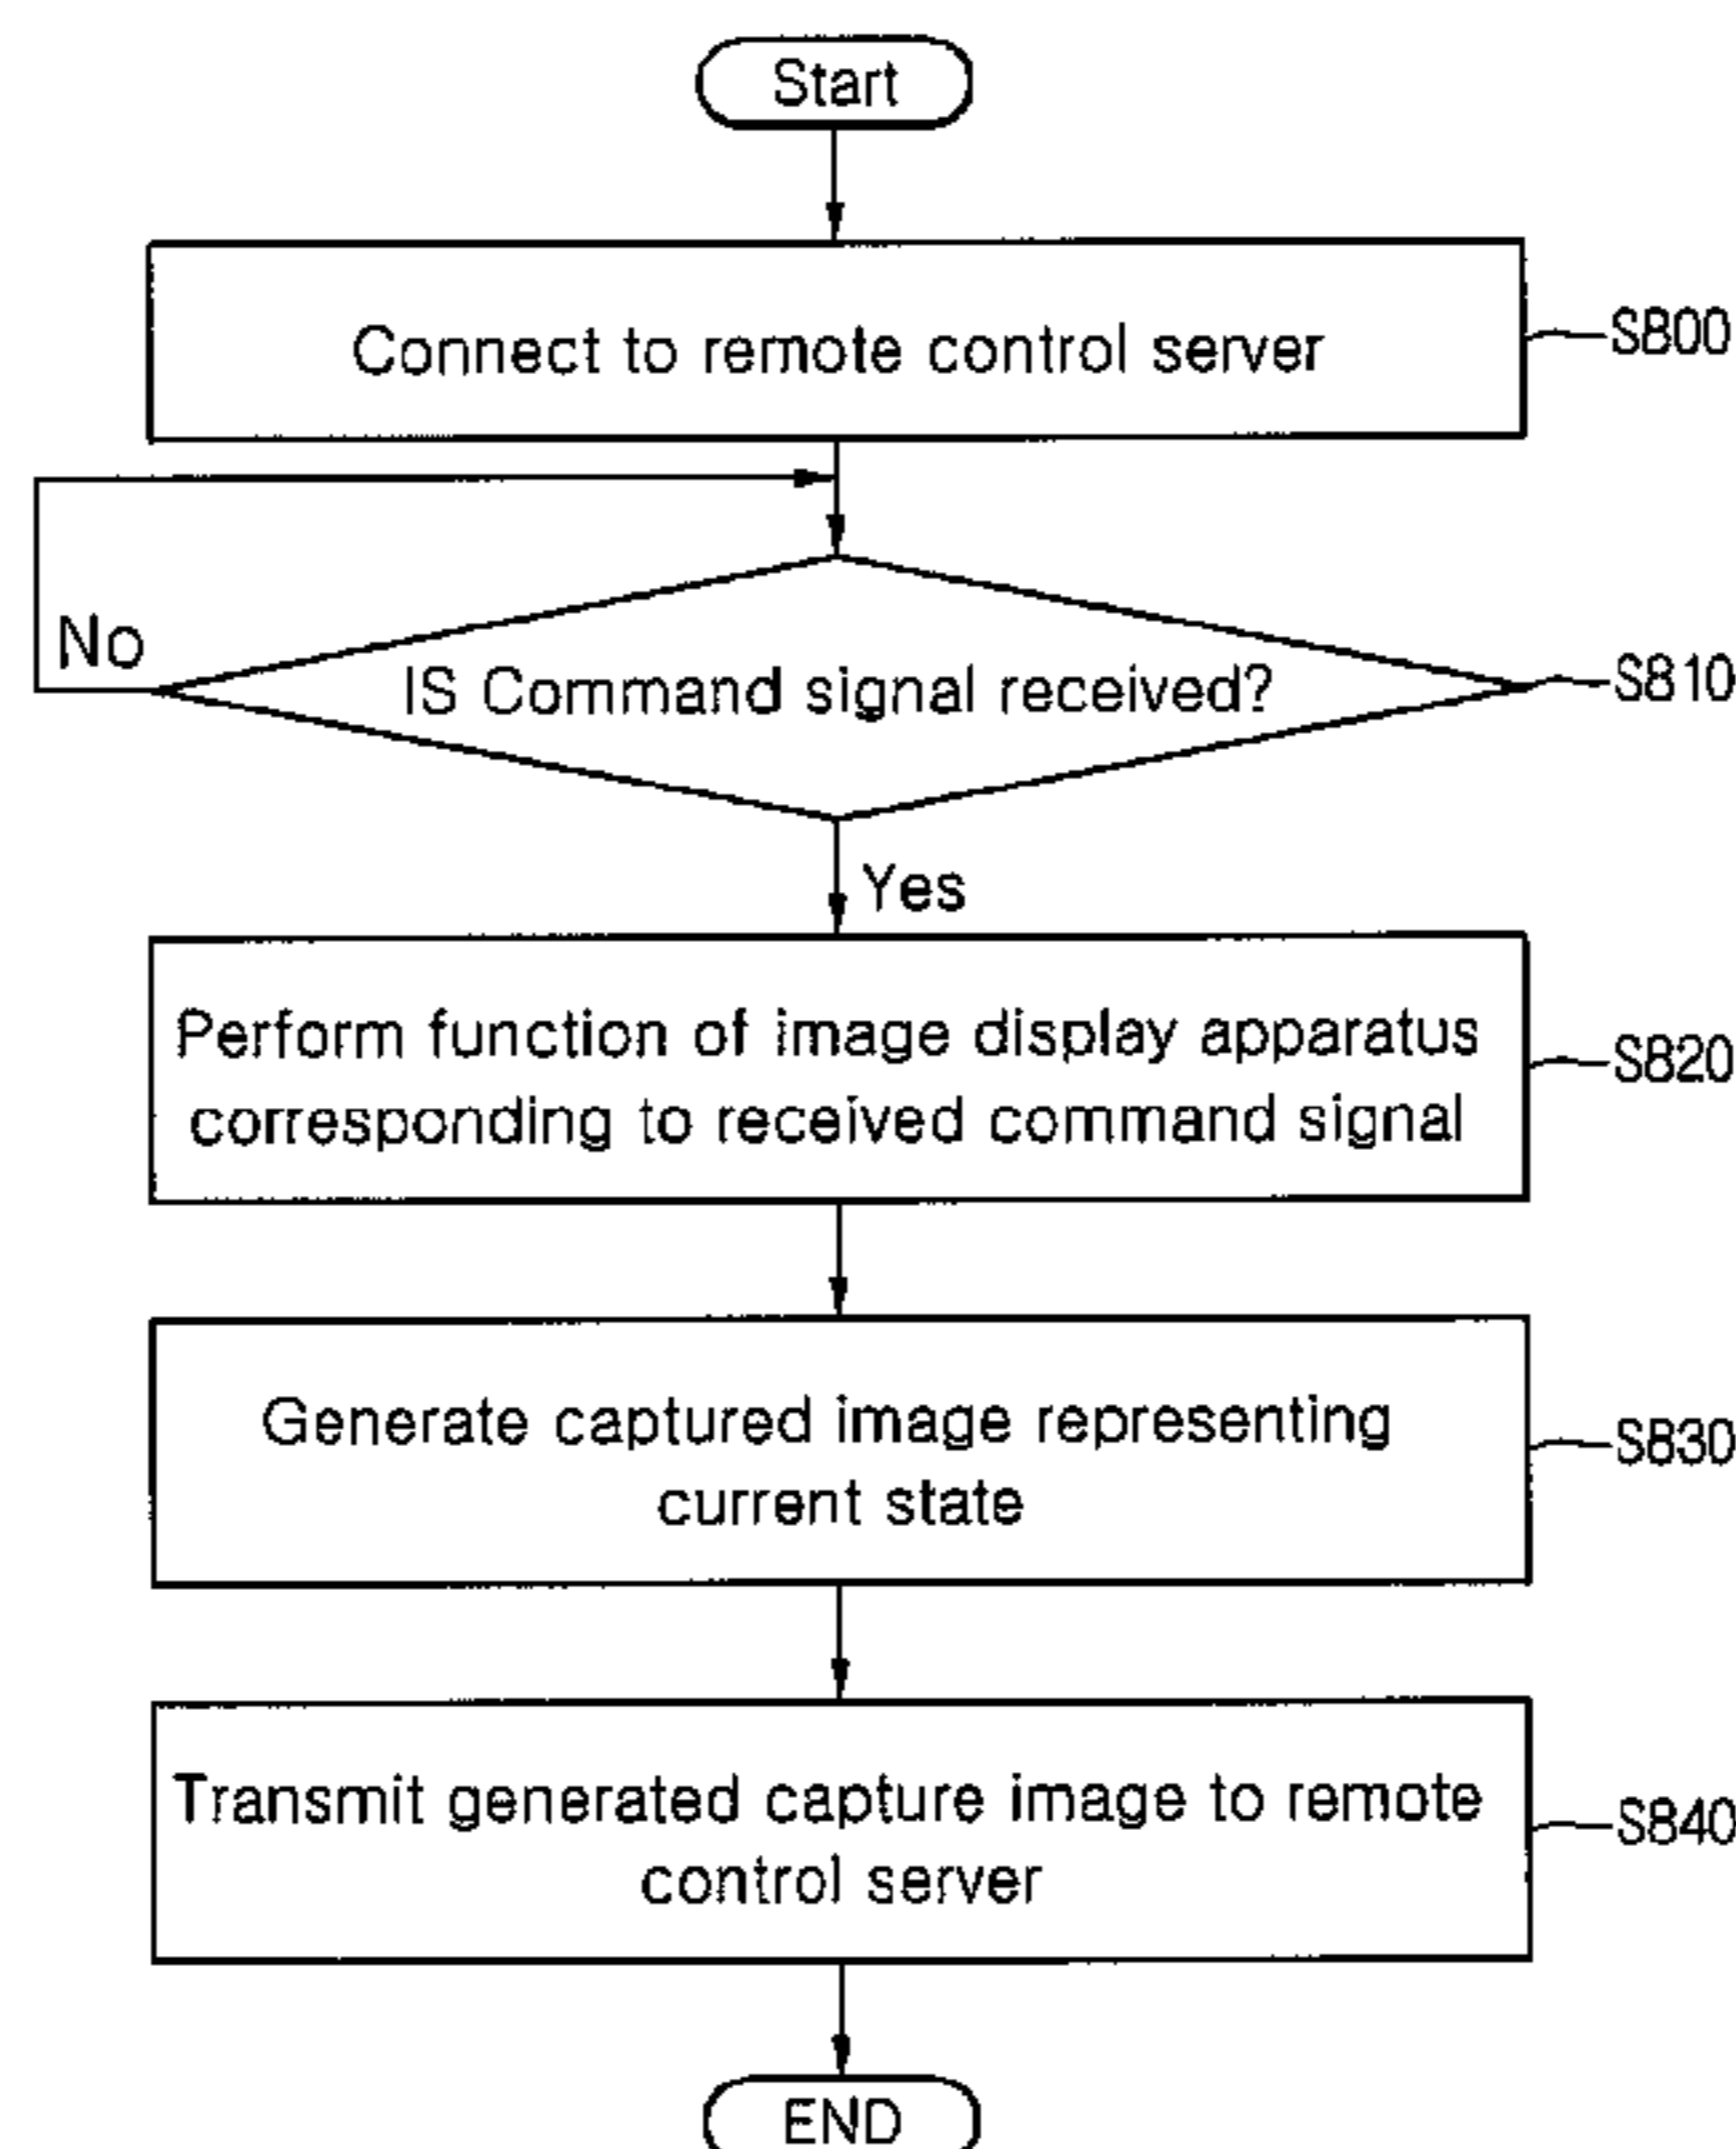 Start
Connect to remote control server
S800
No
IS Command signal received?
S810
Yes
Perform function of image display apparatus
corresponding to received command signal
S820
Generate captured image representing
current state
S830
Transmit generated capture image to remote
control server
S840
END